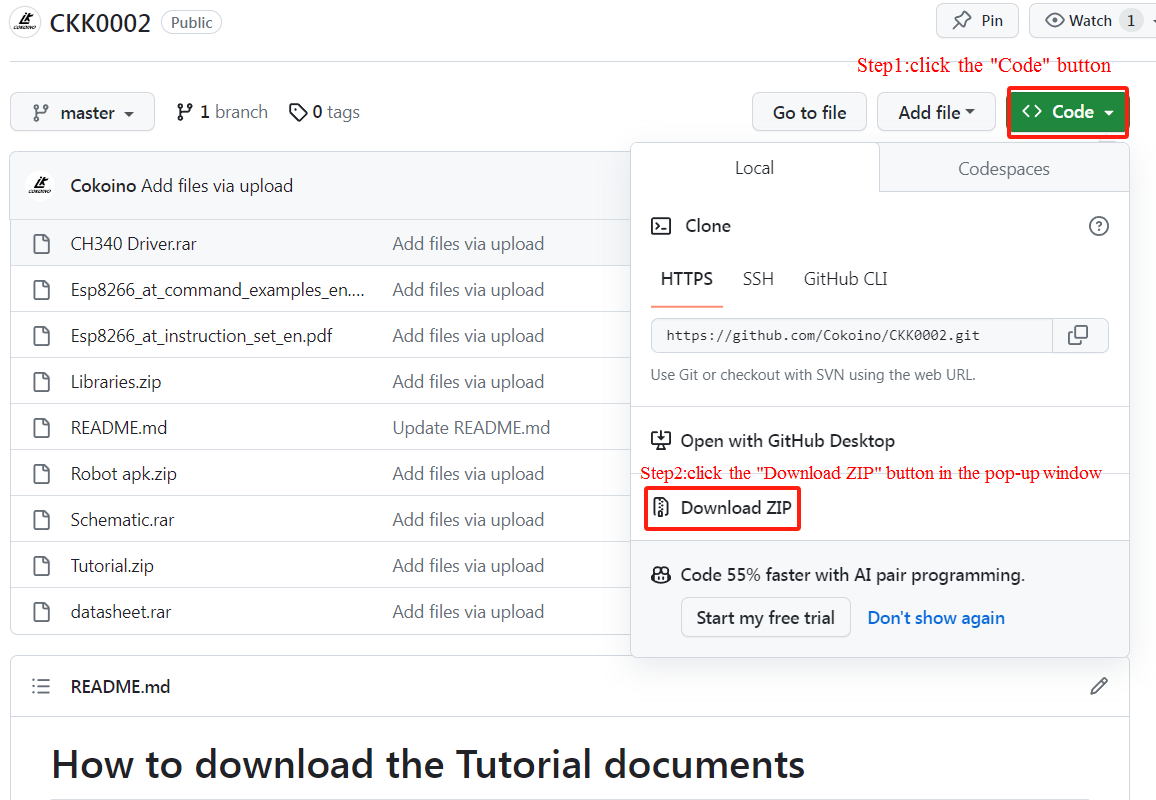 CKK0002 Public Pin Watch 1
Step1:click the "Code" button
master 1 branch 0 tags Go to file Add file Code
Local Codespaces
Cokoino Add files via upload
Clone
CH340 Driver.rar Add files via upload
HTTPS SSH GitHub CLI
Esp8266_at_command_examples_en.... Add files via upload
Esp8266_at_instruction_set_en.pdf Add files via upload
https://github.com/Cokoino/CKK0002.git
Libraries.zip Add files via upload
Use Git or checkout with SVN using the web URL.
README.md Update README.md
Open with GitHub Desktop
Robot apk.zip Add files via upload
Step2:click the "Download ZIP" button in the pop-up window
Schematic.rar Add files via upload
Download ZIP
Tutorial.zip Add files via upload
Code 55% faster with AI pair programming.
datasheet.rar Add files via upload
Start my free trial Don't show again
README.md
How to download the Tutorial documents